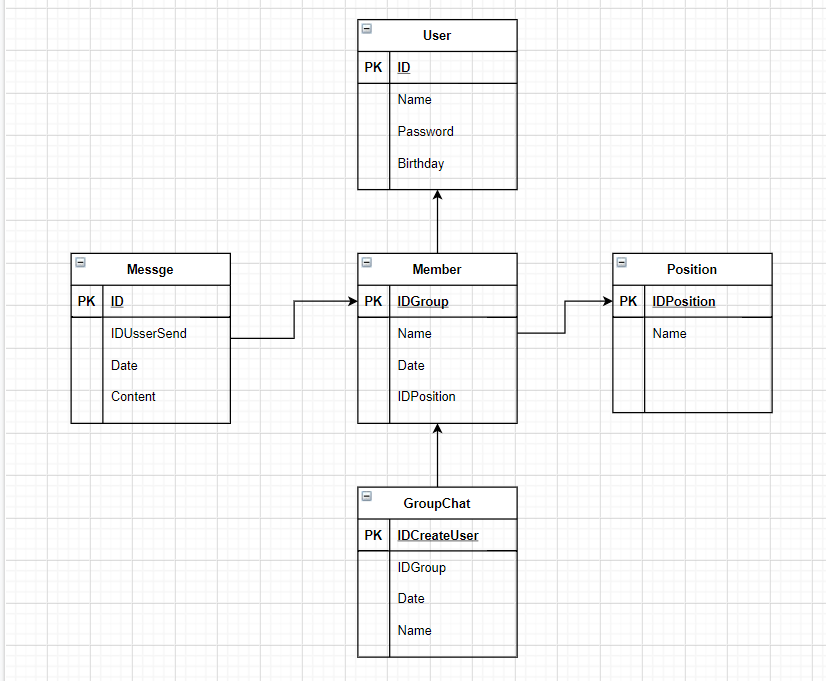 User
PK ID
Name
Password
Birthday
Messge
PK ID
IDUsserSend
Date
Content
Member
PK IDGroup
Name
Date
IDPosition
Position
PK IDPosition
Name
GroupChat
PK IDCreateUser
IDGroup
Date
Name